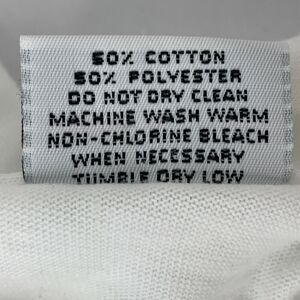 50% COTTON
50% POLYESTER
DO NOT DRY CLEAN
MACHINE WASH WARM
NON-CHLORINE BLEACH
WHEN NECESSARY
TUMBLE DRY LOW